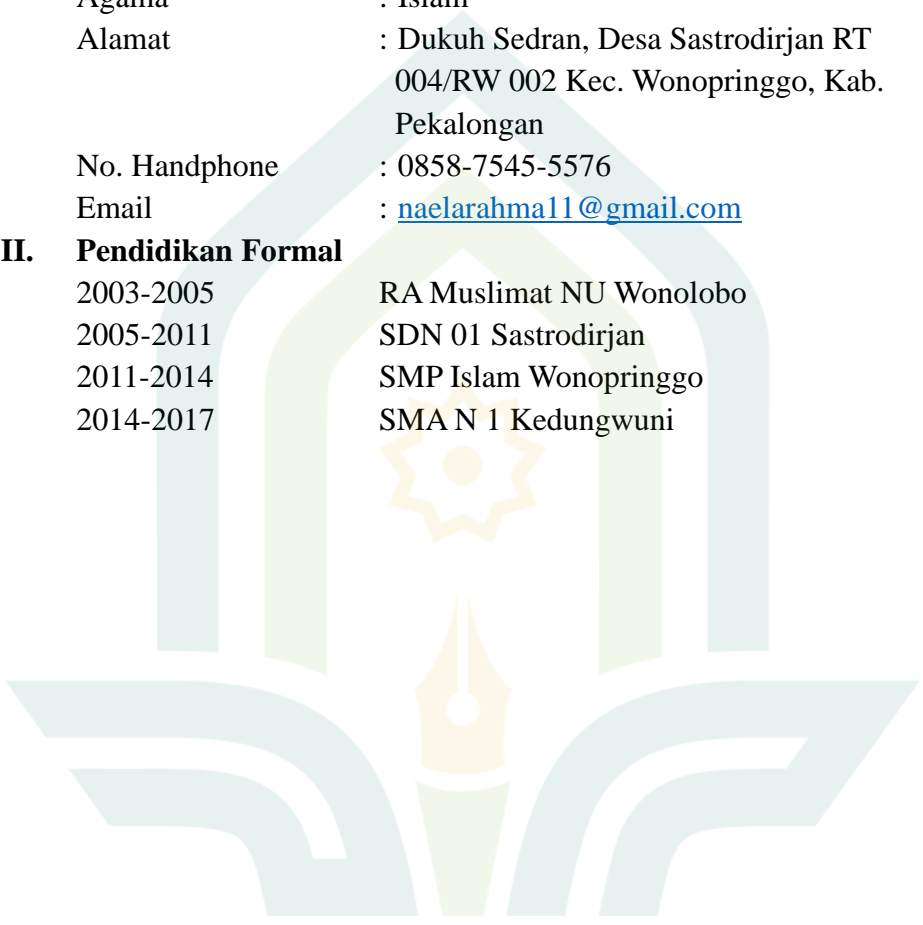 Agama : Islam
Alamat : Dukuh Sedran, Desa Sastrodirjan RT
004/RW 002 Kec. Wonopringgo, Kab.
Pekalongan
No. Handphone : 0858-7545-5576
Email : naelarahma11@gmail.com
II. Pendidikan Formal
2003-2005 RA Muslimat NU Wonolobo
2005-2011 SDN 01 Sastrodirjan
2011-2014 SMP Islam Wonopringgo
2014-2017 SMA N 1 Kedungwuni